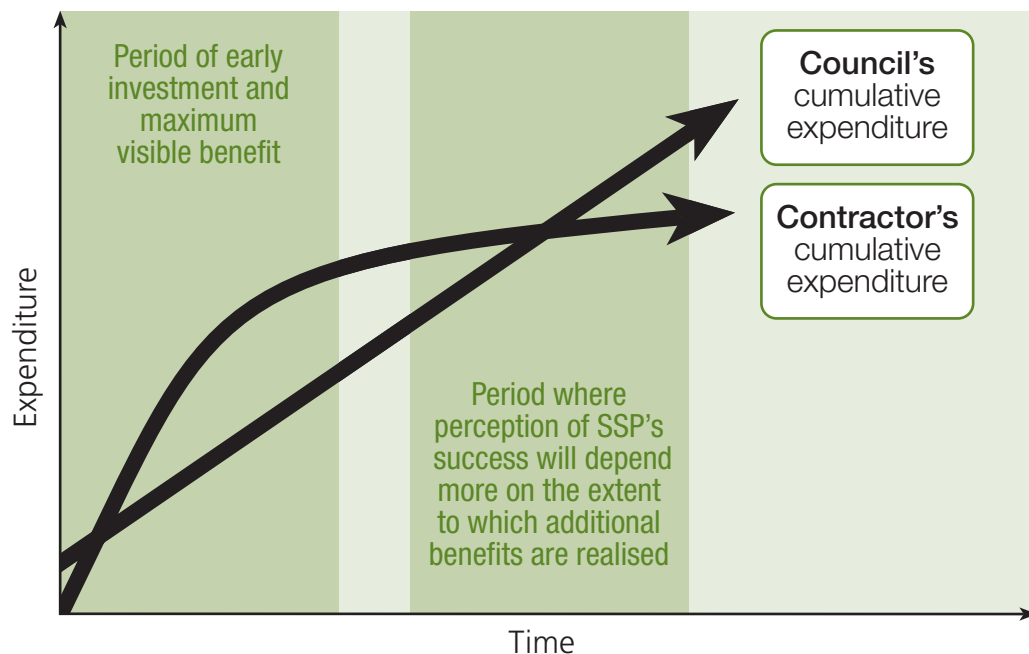 Period of early
investment and
maximum
visible benefit
Council's
cumulative
expenditure
Contractor's
cumulative
expenditure
Period where
perception of SSP's
success will depend
more on the extent
to which additional
benefits are realised
Expenditure
Time